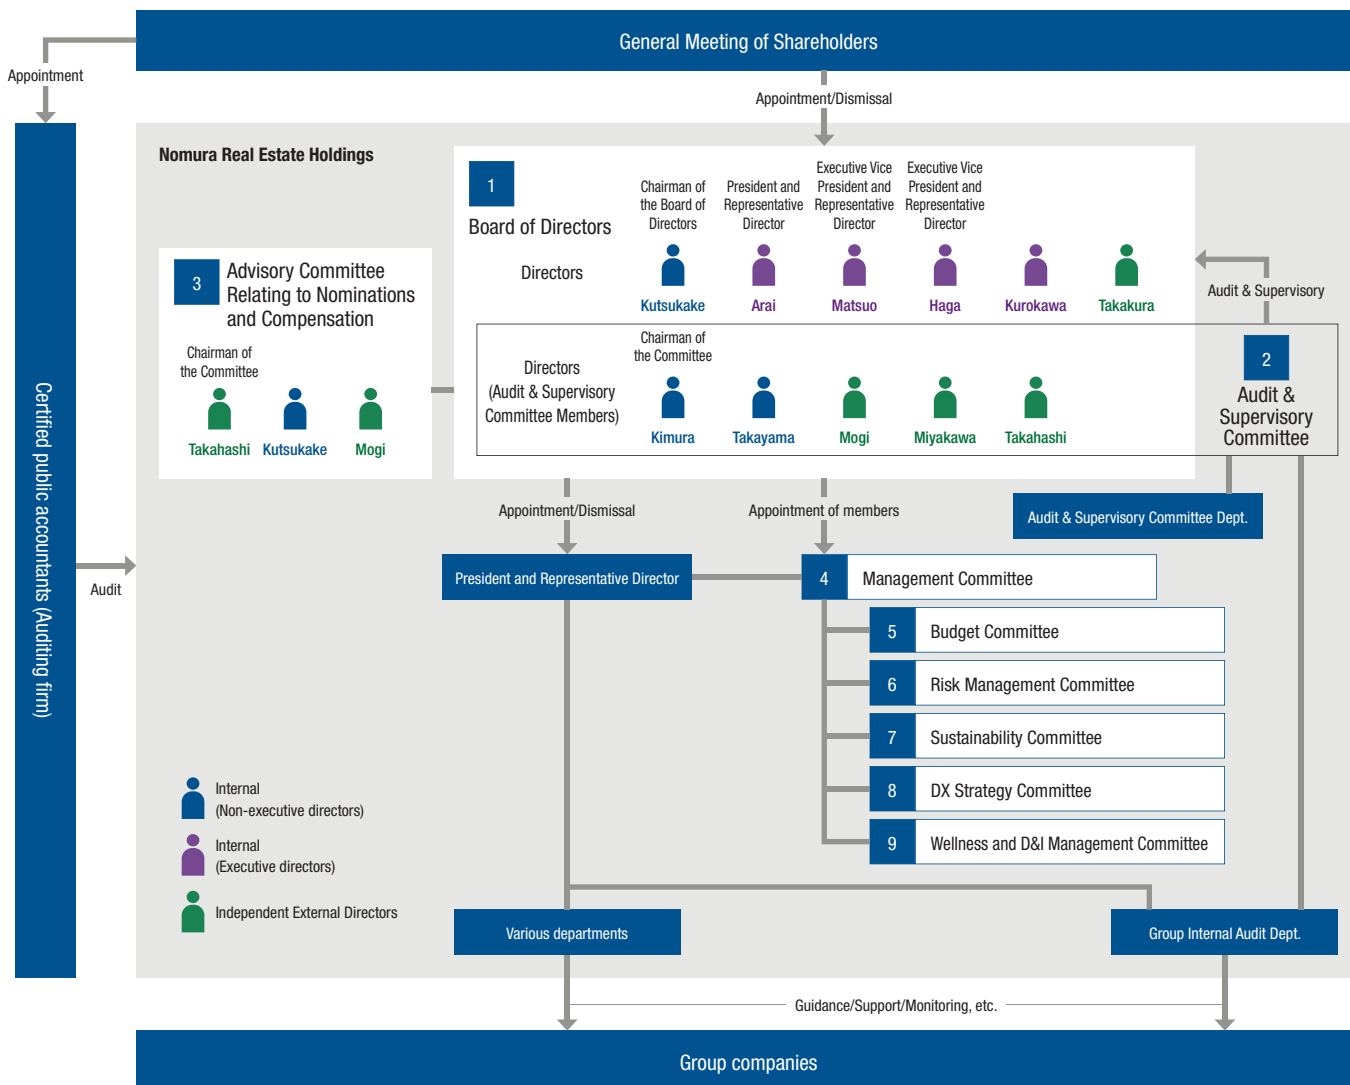 General Meeting of Shareholders
Appointment
Appointment/Dismissal
Certified public accountants (Auditing firm)
Audit
Nomura Real Estate Holdings
1
Board of Directors
Chairman of
the Board of
Directors
President and
Representative
Director
Executive Vice
President and
Representative
Director
Executive Vice
President and
Representative
Director
Directors
Kutsukake
Arai
Matsuo
Haga
Kurokawa
Takakura
Audit & Supervisory
3
Advisory Committee
Relating to Nominations
and Compensation
Chairman of
the Committee
Takahashi
Kutsukake
Mogi
Directors
(Audit & Supervisory
Committee Members)
Chairman of
the Committee
Kimura
Takayama
Mogi
Miyakawa
Takahashi
2
Audit &
Supervisory
Committee
Appointment/Dismissal
Appointment of members
Audit & Supervisory Committee Dept.
President and Representative Director
4
Management Committee
5
Budget Committee
6
Risk Management Committee
7
Sustainability Committee
8
DX Strategy Committee
9
Wellness and D&I Management Committee
Internal
(Non-executive directors)
Internal
(Executive directors)
Independent External Directors
Various departments
Group Internal Audit Dept.
Guidance/Support/Monitoring, etc.
Group companies